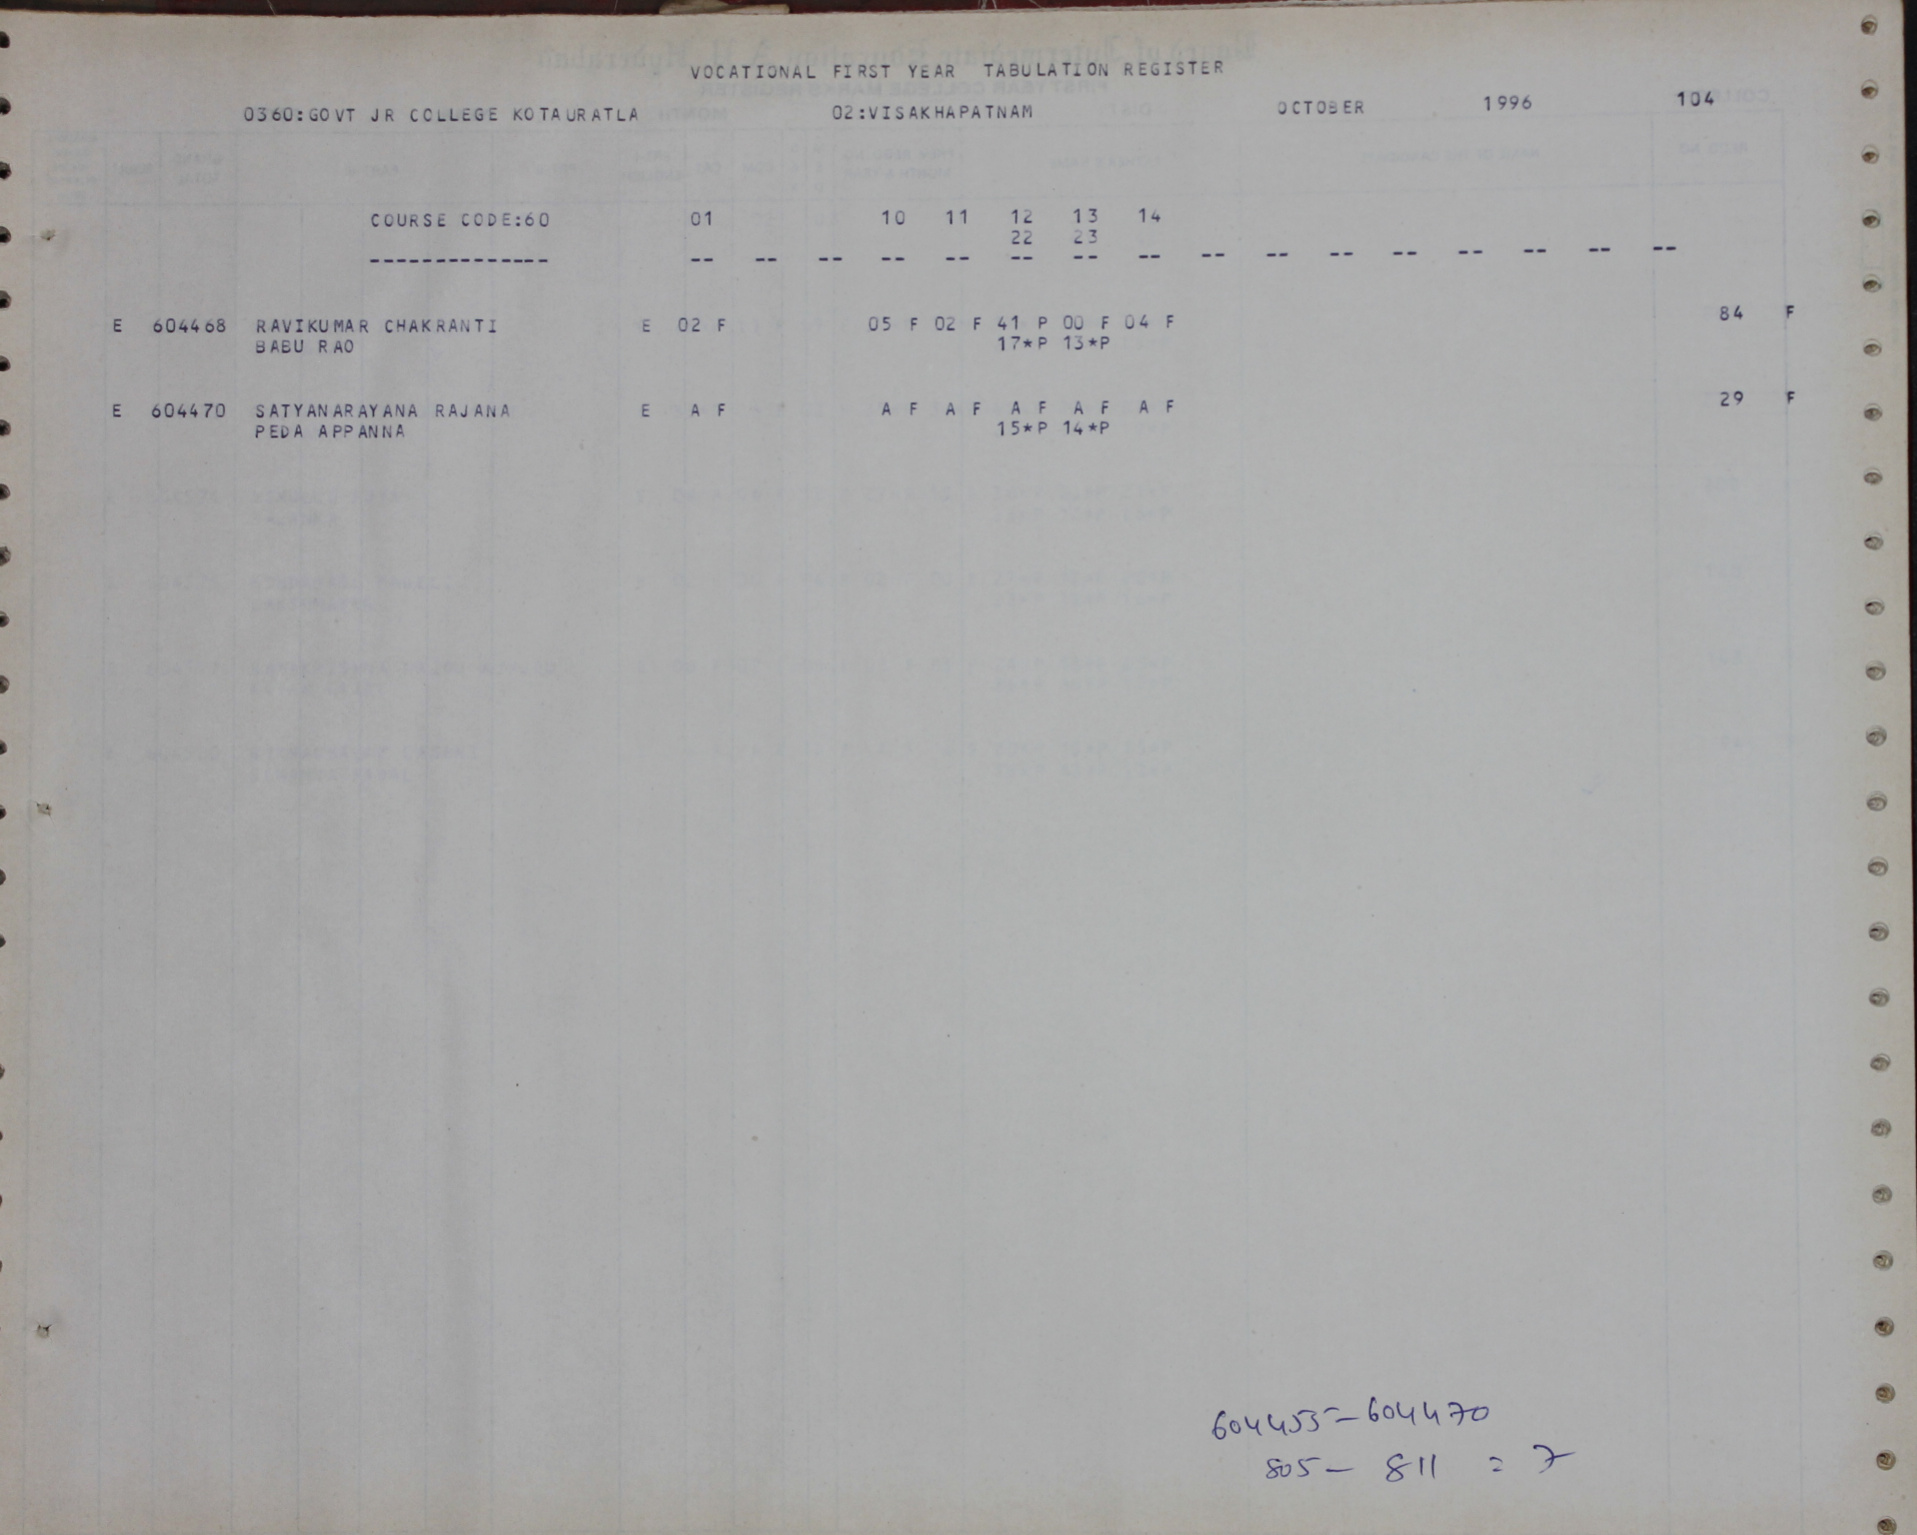 VOCATIONAL FIRST YEAR TABULATION REGISTER
0360:GOVT JR COLLEGE KOTAURATLA 02:VISAKHAPATNAM OCTOBER 1996 104
COURSE CODE:60 01 10 11 12 13 14
22 23
-------------- -- -- -- -- -- -- -- -- -- -- -- -- -- -- -- --
E 604468 RAVIKUMAR CHAKRANTI E 02 F 05 F 02 F 41 P 00 F 04 F 84 F
BABU RAO 17*P 13*P
E 604470 SATYANARAYANA RAJANA E A F A F A F A F A F A F 29 F
PEDA APPANNA 15*P 14*P
604455-604470
805- 811 = 7